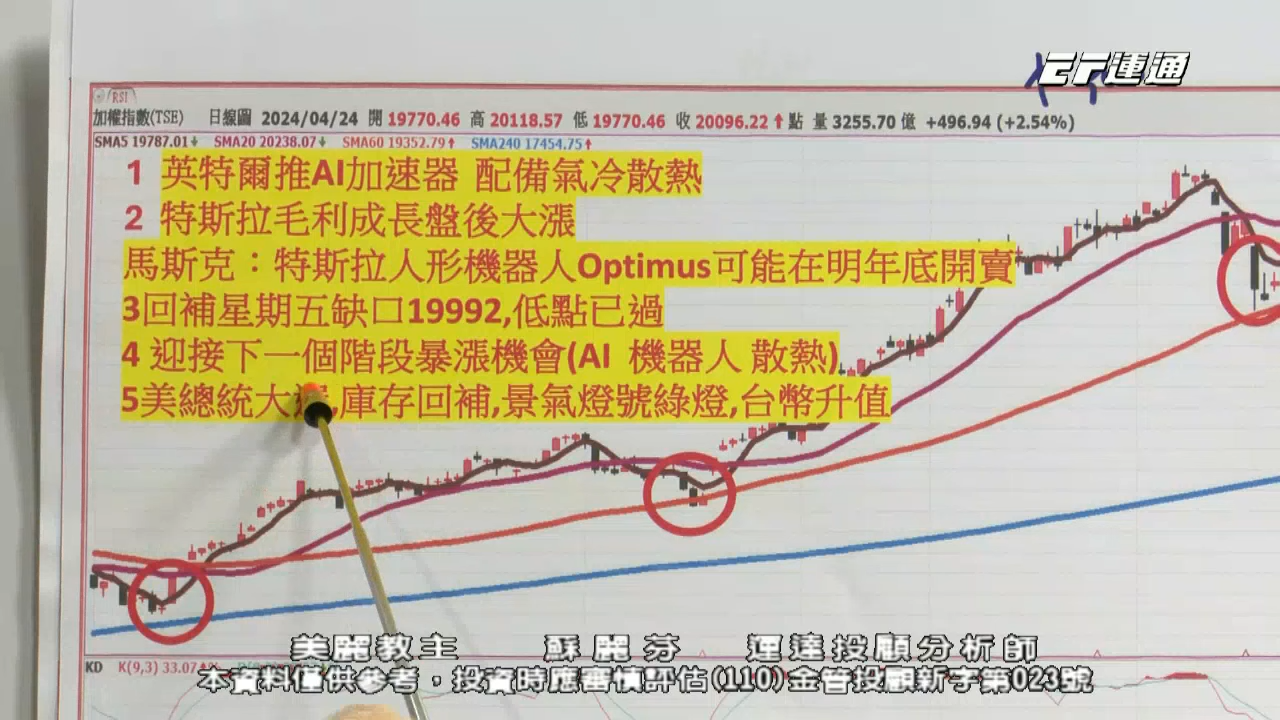 EF運通
RSI
加權指數(TSE) 日線圖 2024/04/24 開 19770.46 高 20118.57 低 19770.46 收 20096.22↑點 量 3255.70 億 +496.94 (+2.54%)
SMA5 19787.01↓ SMA20 20238.07↓ SMA60 19352.79↑ SMA240 17454.75↑
1 英特爾推AI加速器 配備氣冷散熱
2 特斯拉毛利成長盤後大漲
馬斯克：特斯拉人形機器人Optimus可能在明年底開賣
3回補星期五缺口19992,低點已過
4 迎接下一個階段暴漲機會(AI 機器人 散熱)
5美總統大,庫存回補,景氣燈號綠燈,台幣升值
美麗教主 蘇麗芬 運達投顧分析師
KD K(9,3) 33.07↑
本資料僅供參考，投資時應審慎評估(110)金管投顧新字第023號